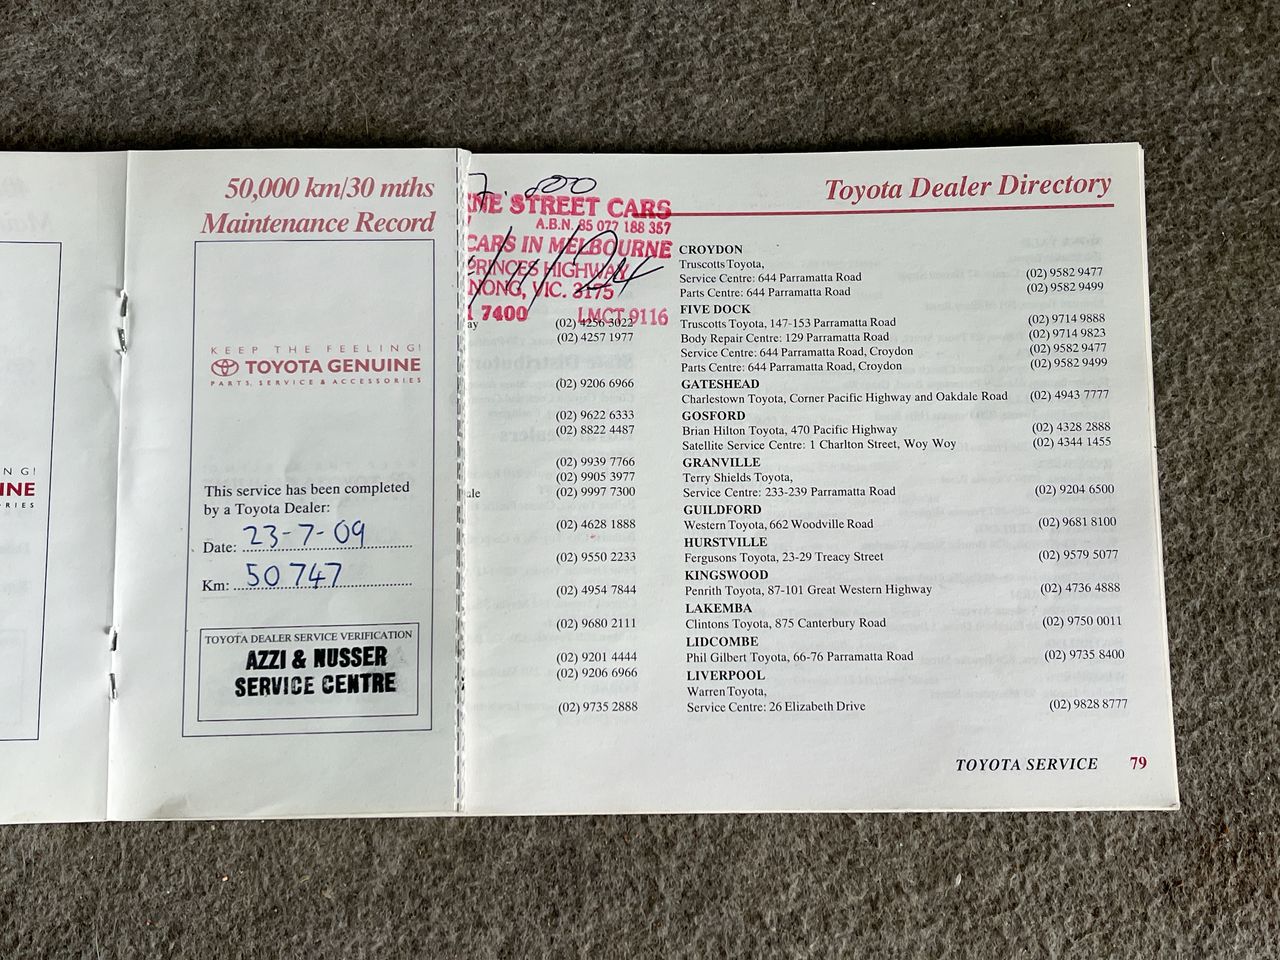 50,000 km/30 mths
Maintenance Record
KEEP THE FEELING!
TOYOTA GENUINE
PARTS, SERVICE & ACCESSORIES
This service has been completed
by a Toyota Dealer:
Date: 23-7-09
Km: 50 747
TOYOTA DEALER SERVICE VERIFICATION
AZZI & NUSSER
SERVICE CENTRE
NG!
INE
RIES
Toyota Dealer Directory
NE STREET CARS
A.B.N. 85 077 188 357
CARS IN MELBOURNE
PRINCES HIGHWAY
NONG, VIC. 3175
1 7400 LMCT 9116
ay (02) 4256 3022
(02) 4257 1977
(02) 9206 6966
(02) 9622 6333
(02) 8822 4487
(02) 9939 7766
(02) 9905 3977
ale (02) 9997 7300
(02) 4628 1888
(02) 9550 2233
(02) 4954 7844
(02) 9680 2111
(02) 9201 4444
(02) 9206 6966
(02) 9735 2888
CROYDON
Truscotts Toyota,
Service Centre: 644 Parramatta Road (02) 9582 9477
Parts Centre: 644 Parramatta Road (02) 9582 9499
FIVE DOCK
Truscotts Toyota, 147-153 Parramatta Road (02) 9714 9888
Body Repair Centre: 129 Parramatta Road (02) 9714 9823
Service Centre: 644 Parramatta Road, Croydon (02) 9582 9477
Parts Centre: 644 Parramatta Road, Croydon (02) 9582 9499
GATESHEAD
Charlestown Toyota, Corner Pacific Highway and Oakdale Road (02) 4943 7777
GOSFORD
Brian Hilton Toyota, 470 Pacific Highway (02) 4328 2888
Satellite Service Centre: 1 Charlton Street, Woy Woy (02) 4344 1455
GRANVILLE
Terry Shields Toyota,
Service Centre: 233-239 Parramatta Road (02) 9204 6500
GUILDFORD
Western Toyota, 662 Woodville Road (02) 9681 8100
HURSTVILLE
Fergusons Toyota, 23-29 Treacy Street (02) 9579 5077
KINGSWOOD
Penrith Toyota, 87-101 Great Western Highway (02) 4736 4888
LAKEMBA
Clintons Toyota, 875 Canterbury Road (02) 9750 0011
LIDCOMBE
Phil Gilbert Toyota, 66-76 Parramatta Road (02) 9735 8400
LIVERPOOL
Warren Toyota,
Service Centre: 26 Elizabeth Drive (02) 9828 8777
TOYOTA SERVICE 79